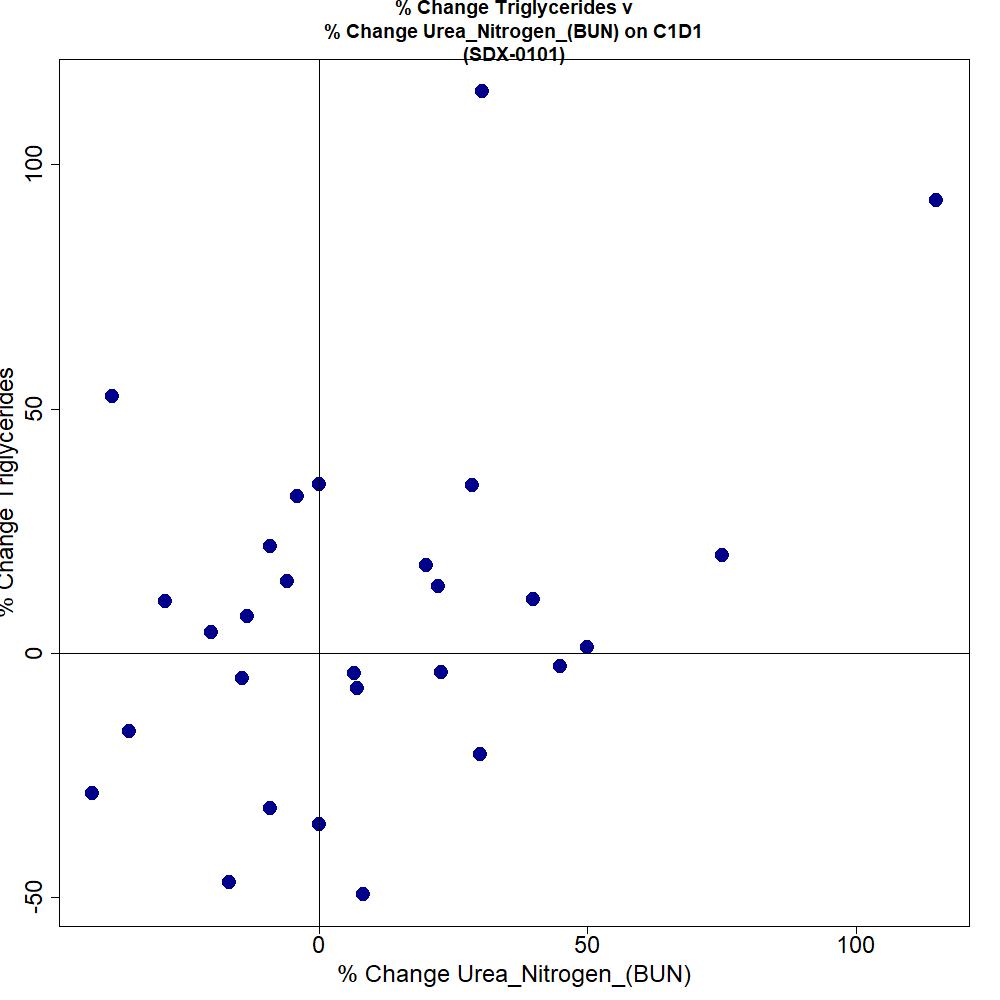 % Change Triglycerides v
% Change Urea_Nitrogen_(BUN) on C1D1
(SDX-0101)
% Change Triglycerides
100
50
0
-50
0
50
100
% Change Urea_Nitrogen_(BUN)